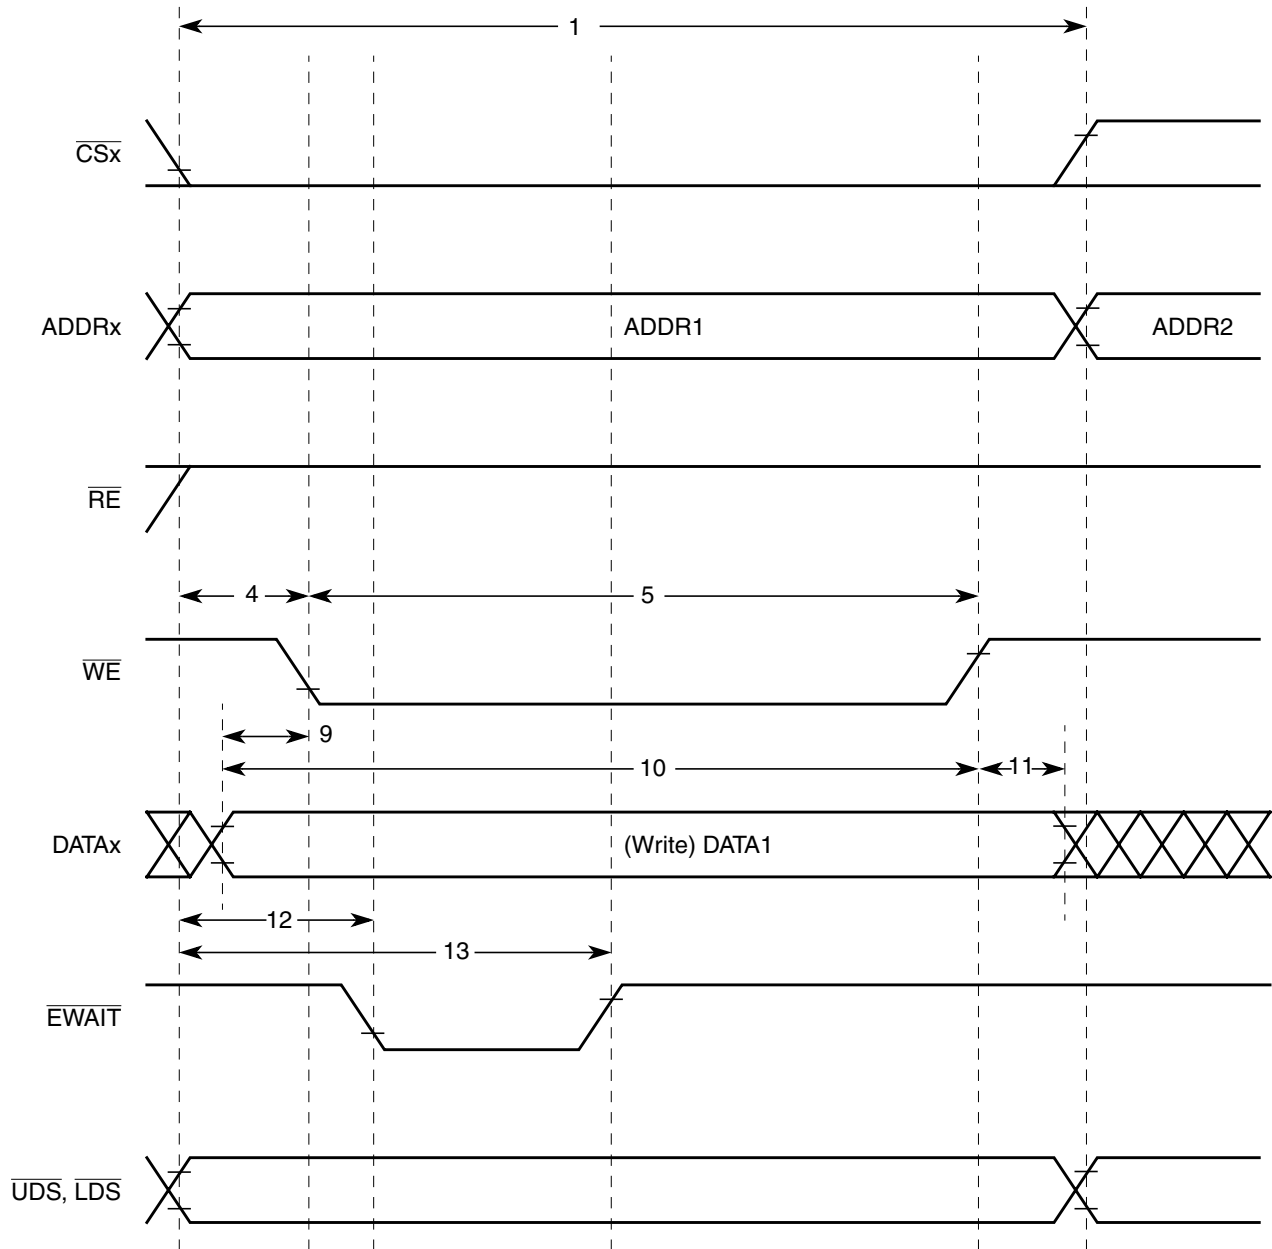 1
CSx
ADDRx ADDR1 ADDR2
RE
4 5
WE
9
10 11
DATAx (Write) DATA1
12
13
EWAIT
UDS, LDS